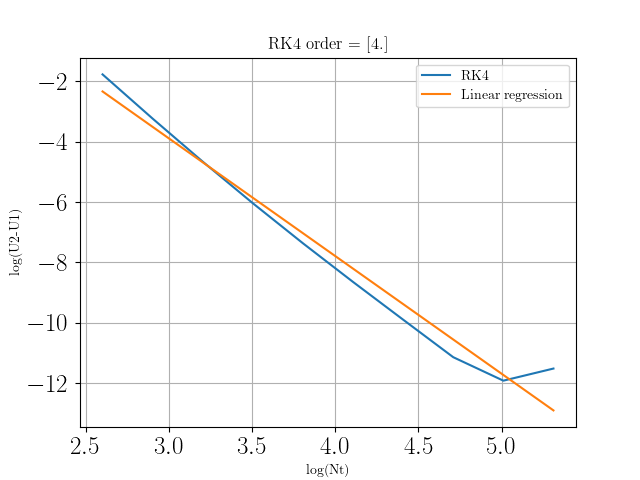 RK4 order = [4.]
RK4
Linear regression
log(U2-U1)
−2
−4
−6
−8
−10
−12
2.5 3.0 3.5 4.0 4.5 5.0
log(Nt)